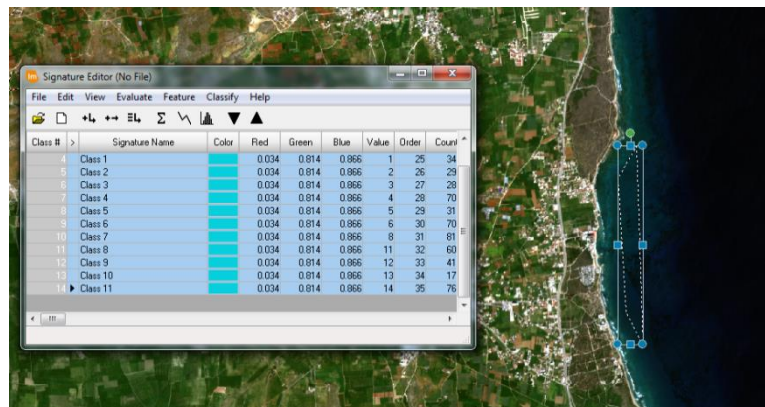 Im Signature Editor (No File)
File Edit View Evaluate Feature Classify Help
Class # > Signature Name Color Red Green Blue Value Order Count
4 Class 1 0.034 0.814 0.866 1 25 34
5 Class 2 0.034 0.814 0.866 2 26 29
6 Class 3 0.034 0.814 0.866 3 27 28
7 Class 4 0.034 0.814 0.866 4 28 70
8 Class 5 0.034 0.814 0.866 5 29 31
9 Class 6 0.034 0.814 0.866 6 30 70
10 Class 7 0.034 0.814 0.866 8 31 81
11 Class 8 0.034 0.814 0.866 11 32 60
12 Class 9 0.034 0.814 0.866 12 33 41
13 Class 10 0.034 0.814 0.866 13 34 17
14 Class 11 0.034 0.814 0.866 14 35 76